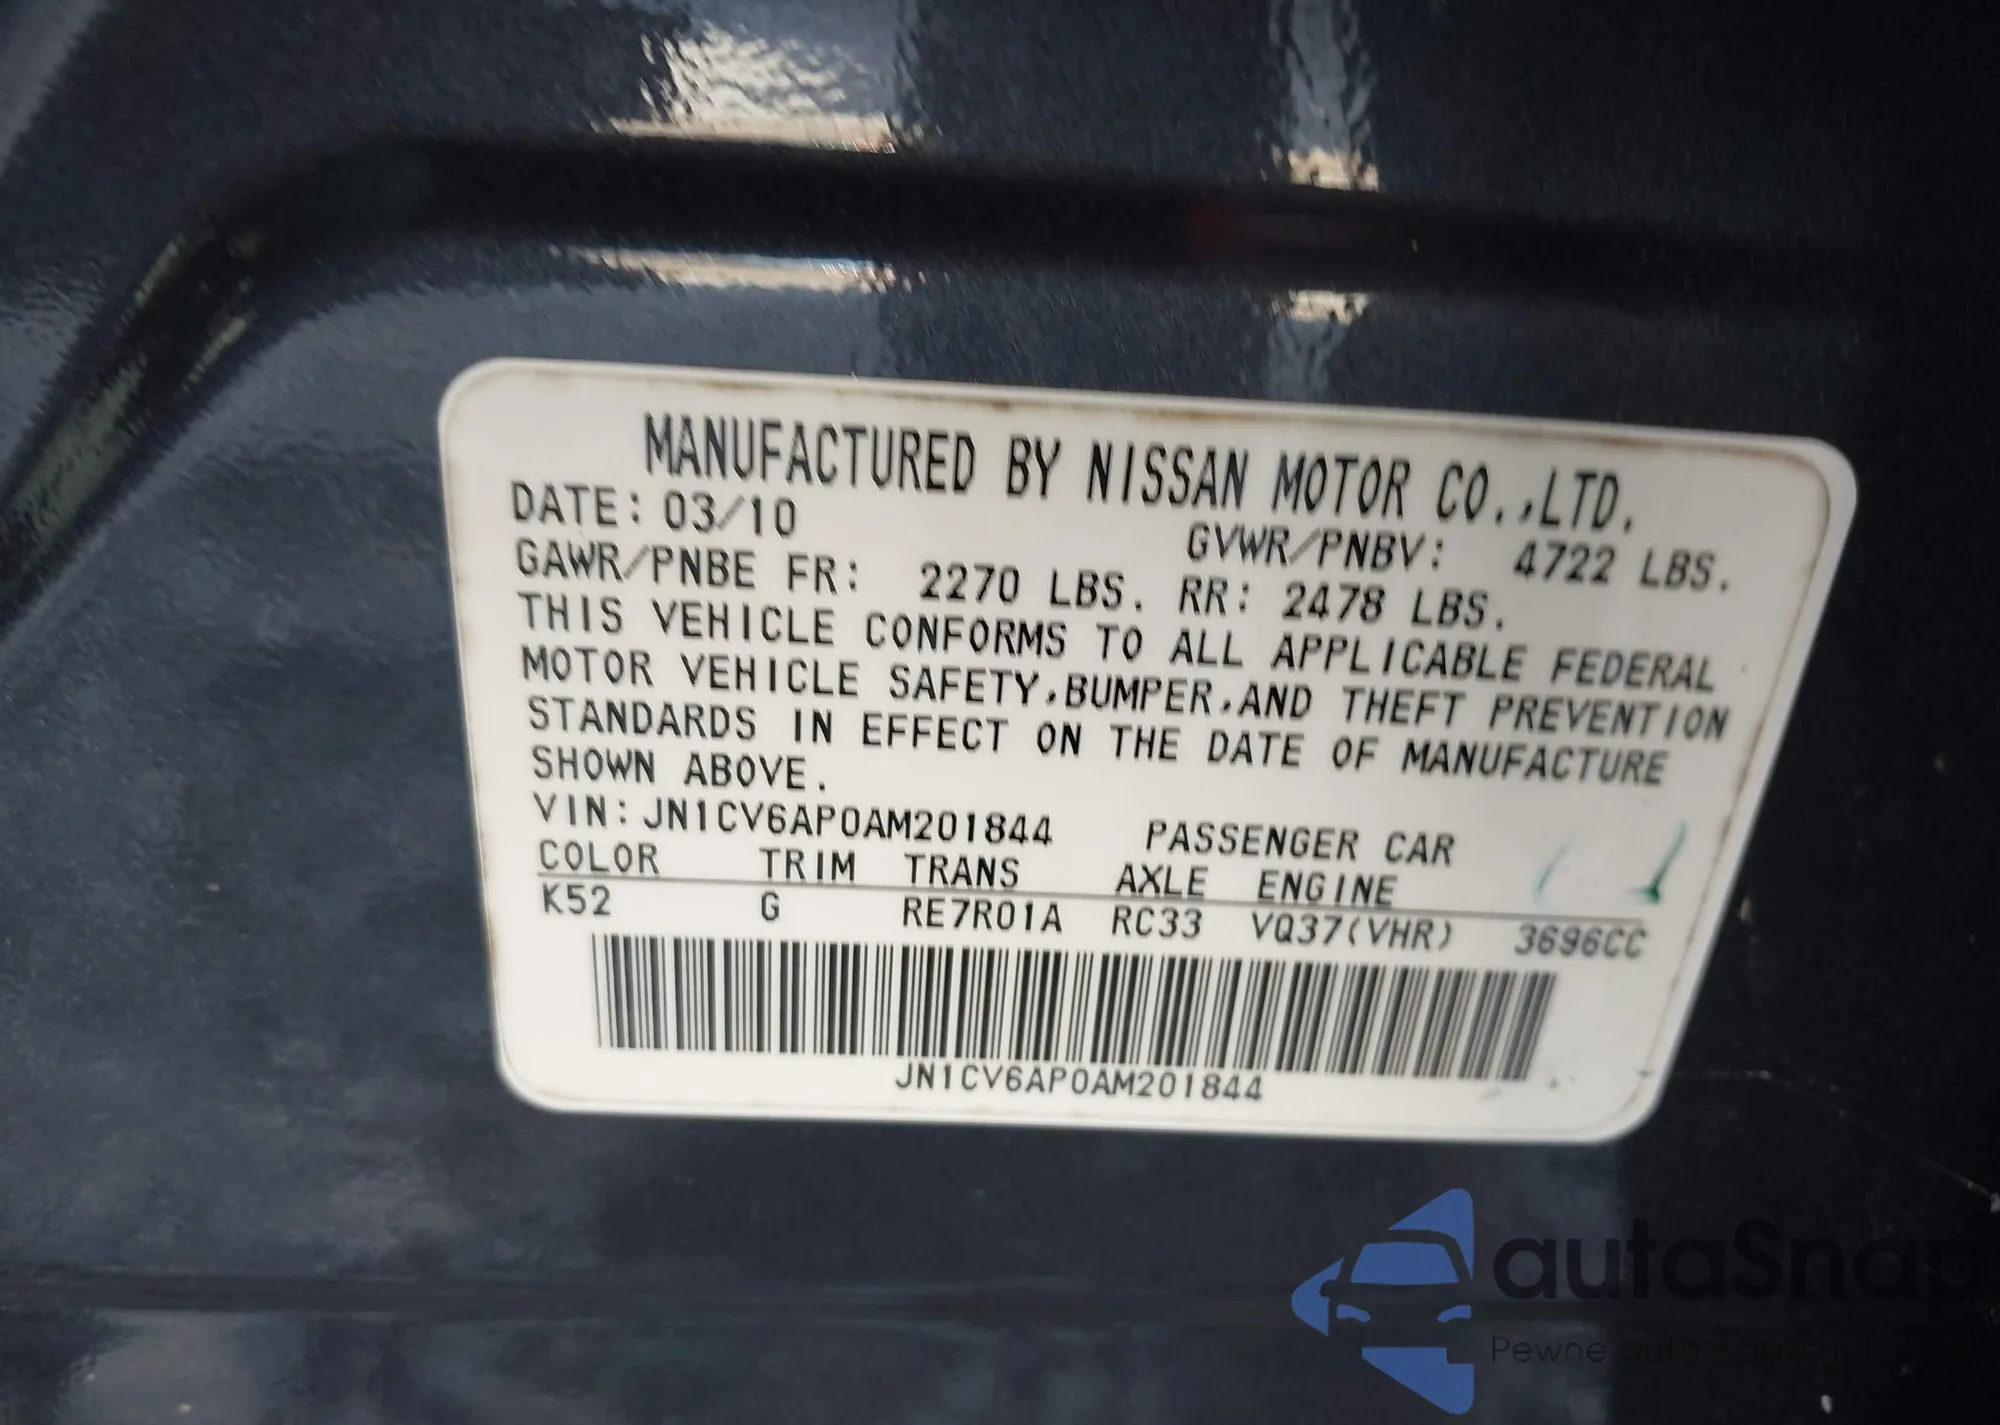 MANUFACTURED BY NISSAN MOTOR CO.,LTD.
DATE: 03/10 GVWR/PNBV: 4722 LBS.
GAWR/PNBE FR: 2270 LBS. RR: 2478 LBS.
THIS VEHICLE CONFORMS TO ALL APPLICABLE FEDERAL
MOTOR VEHICLE SAFETY,BUMPER,AND THEFT PREVENTION
STANDARDS IN EFFECT ON THE DATE OF MANUFACTURE
SHOWN ABOVE.
VIN: JN1CV6AP0AM201844 PASSENGER CAR
COLOR TRIM TRANS AXLE ENGINE
K52 G RE7R01A RC33 VQ37(VHR) 3696CC
JN1CV6AP0AM201844
autaSnap
Pewne auta